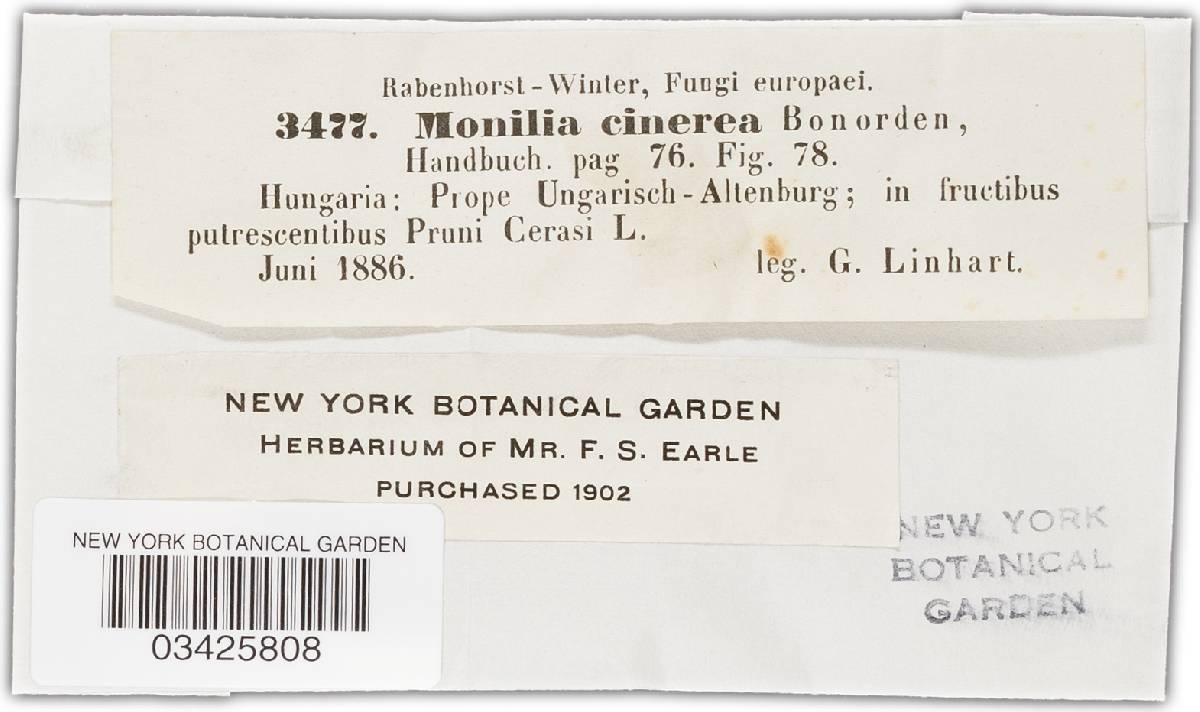 Rabenhorst-Winter, Fungi europaei.
3477. Monilia cinerea Bonorden,
Handbuch. pag 76. Fig. 78.
Hungaria: Prope Ungarisch-Altenburg; in fructibus
putrescentibus Pruni Cerasi L.
Juni 1886. leg. G. Linhart.
NEW YORK BOTANICAL GARDEN
HERBARIUM OF MR. F. S. EARLE
PURCHASED 1902
NEW YORK BOTANICAL GARDEN
03425808
NEW YORK
BOTANICAL
GARDEN